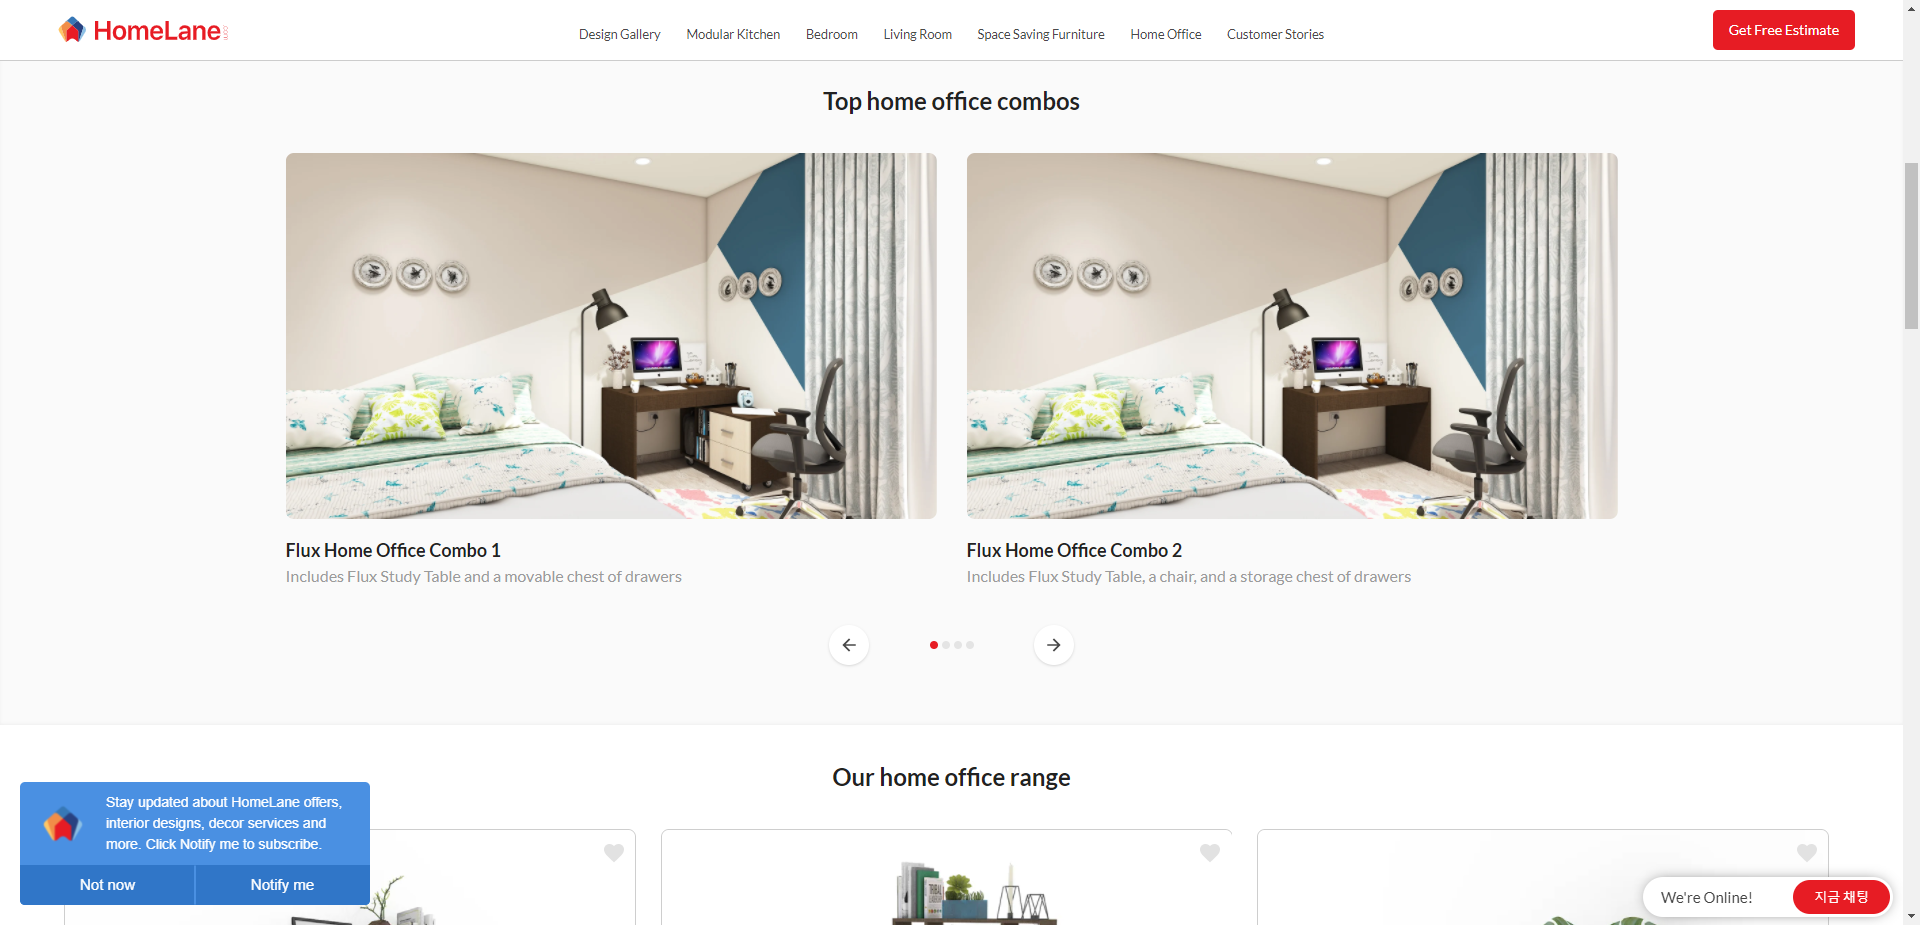 HomeLane
Design Gallery
Modular Kitchen
Bedroom
Living Room
Space Saving Furniture
Home Office
Customer Stories
Get Free Estimate
Top home office combos
Flux Home Office Combo 1
Includes Flux Study Table and a movable chest of drawers
Flux Home Office Combo 2
Includes Flux Study Table, a chair, and a storage chest of drawers
Our home office range
Stay updated about HomeLane offers,
interior designs, decor services and
more. Click Notify me to subscribe.
Not now
Notify me
We're Online!
지금 채팅